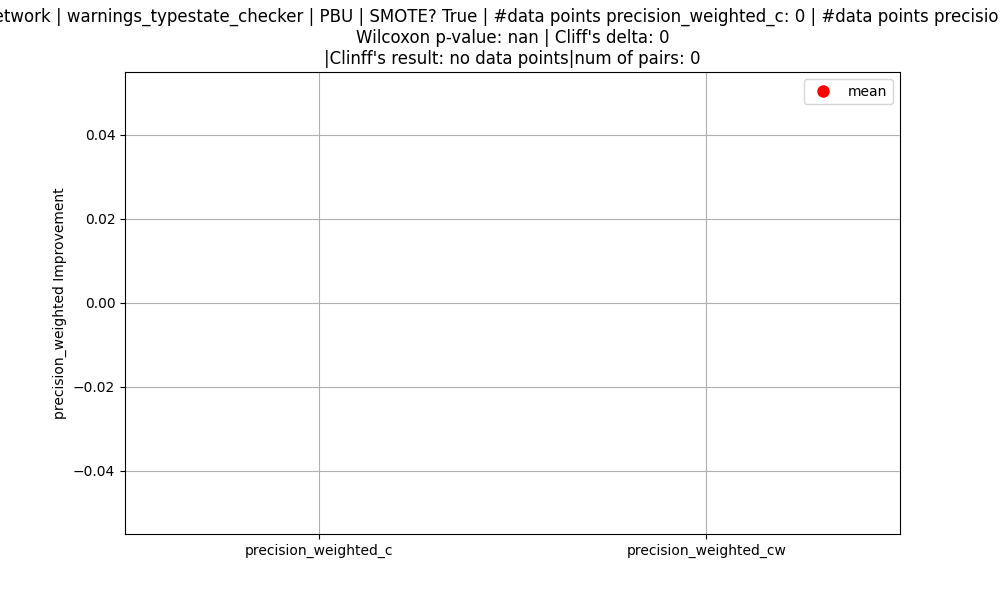 etwork | warnings_typestate_checker | PBU | SMOTE? True | #data points precision_weighted_c: 0 | #data points precisio
Wilcoxon p-value: nan | Cliff's delta: 0
|Clinff's result: no data points|num of pairs: 0
mean
0.04
0.02
0.00
−0.02
−0.04
precision_weighted Improvement
precision_weighted_c
precision_weighted_cw